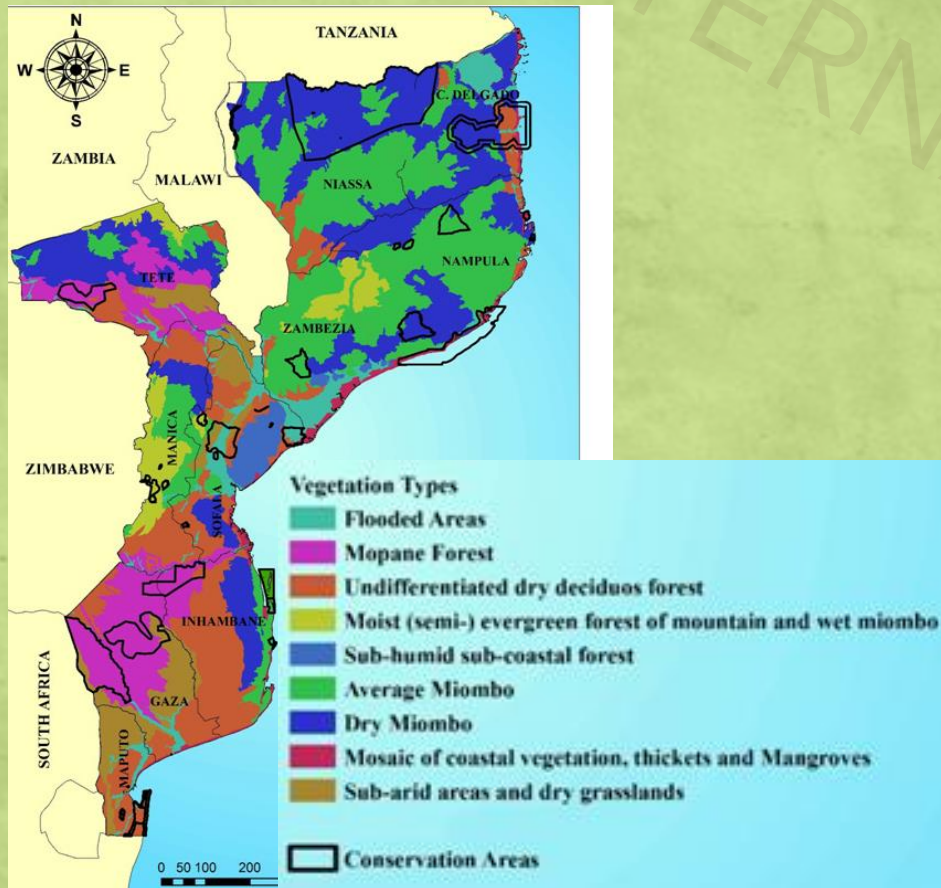 TERN
N
W E
S
TANZANIA
C. DELGADO
ZAMBIA
MALAWI
NIASSA
NAMPULA
TETE
ZAMBEZIA
MANICA
ZIMBABWE
SOFALA
INHAMBANE
GAZA
SOUTH AFRICA
MAPUTO
0 50 100 200
Vegetation Types
Flooded Areas
Mopane Forest
Undifferentiated dry deciduos forest
Moist (semi-) evergreen forest of mountain and wet miombo
Sub-humid sub-coastal forest
Average Miombo
Dry Miombo
Mosaic of coastal vegetation, thickets and Mangroves
Sub-arid areas and dry grasslands
Conservation Areas